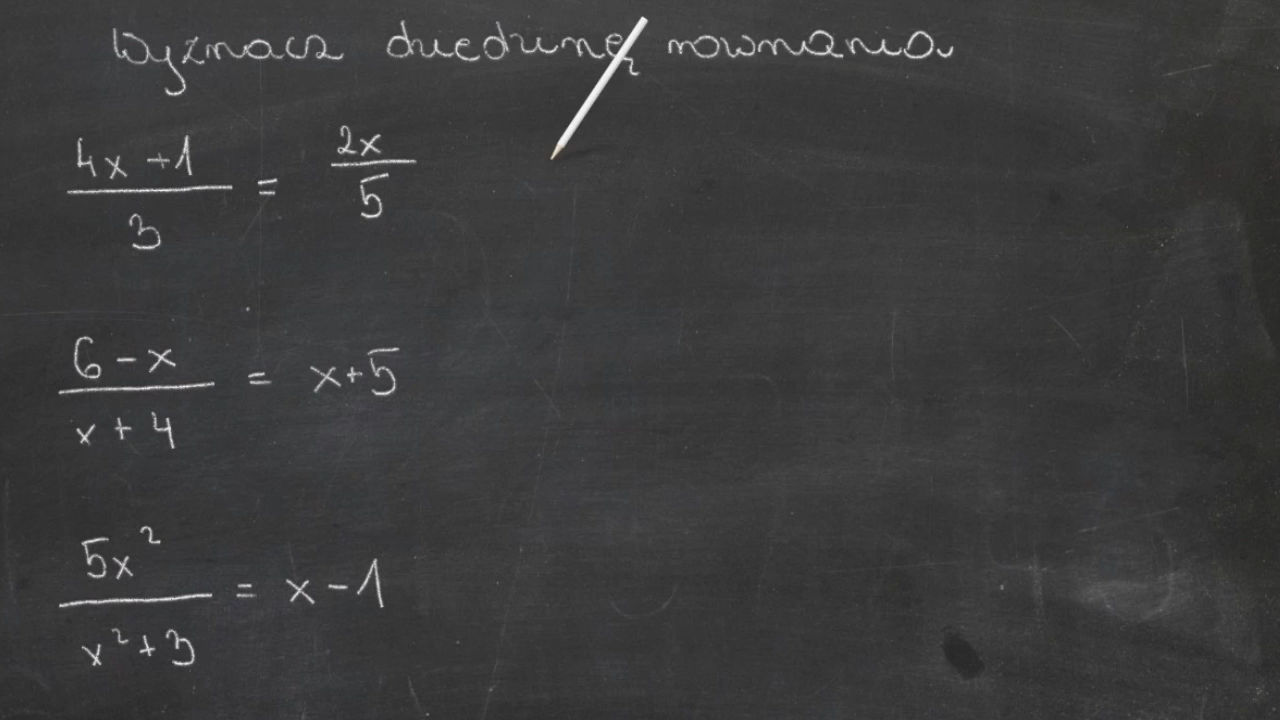 Wyznacz dziedzinę równania
4x + 1 / 3 = 2x / 5
6 - x / x + 4 = x + 5
5x² / x² + 3 = x - 1